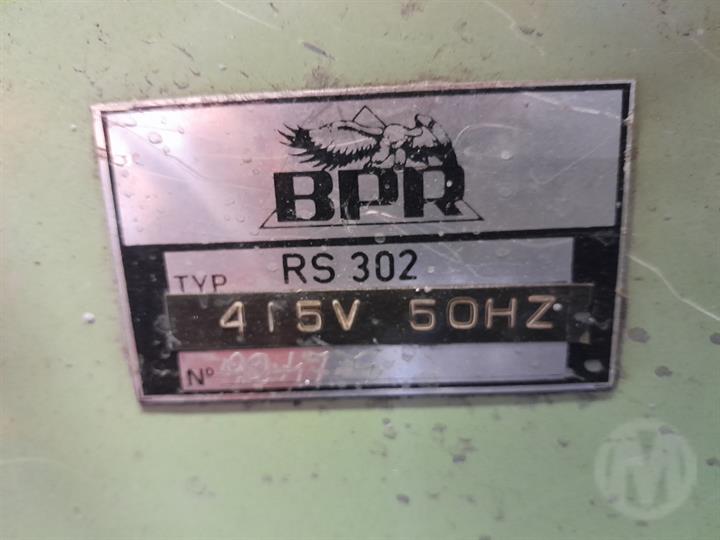 BPR
TYP RS 302
415V 50HZ
Nº